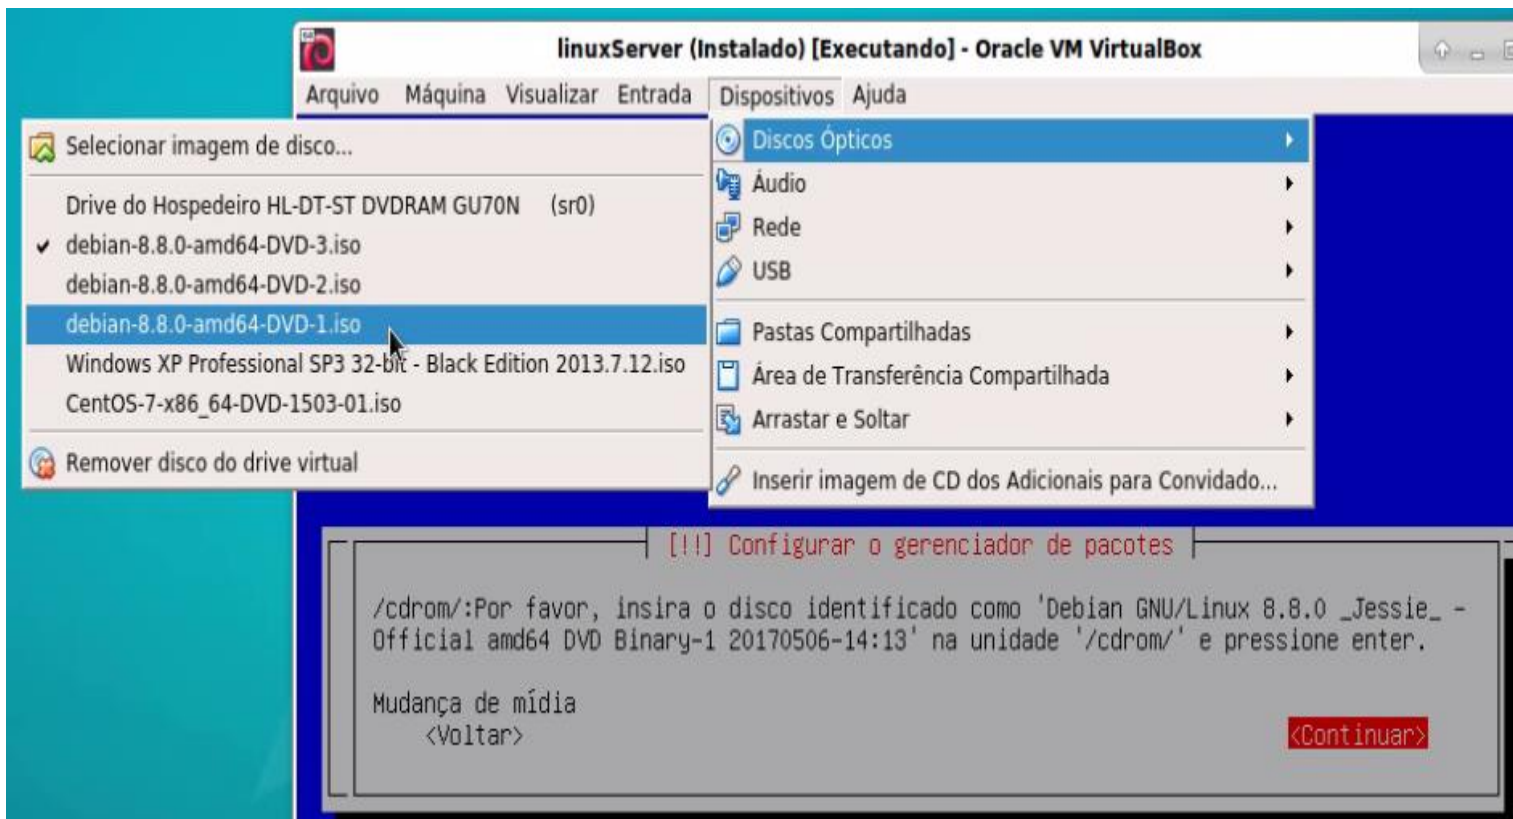 linuxServer (Instalado) [Executando] - Oracle VM VirtualBox
Arquivo Máquina Visualizar Entrada Dispositivos Ajuda
Selecionar imagem de disco...
Drive do Hospedeiro HL-DT-ST DVDRAM GU70N (sr0)
debian-8.8.0-amd64-DVD-3.iso
debian-8.8.0-amd64-DVD-2.iso
debian-8.8.0-amd64-DVD-1.iso
Windows XP Professional SP3 32-bit - Black Edition 2013.7.12.iso
CentOS-7-x86_64-DVD-1503-01.iso
Remover disco do drive virtual
Discos Ópticos
Áudio
Rede
USB
Pastas Compartilhadas
Área de Transferência Compartilhada
Arrastar e Soltar
Inserir imagem de CD dos Adicionais para Convidado...
[!!] Configurar o gerenciador de pacotes
/cdrom/:Por favor, insira o disco identificado como 'Debian GNU/Linux 8.8.0 _Jessie_ -
Official amd64 DVD Binary-1 20170506-14:13' na unidade '/cdrom/' e pressione enter.
Mudança de mídia
<Voltar> <Continuar>